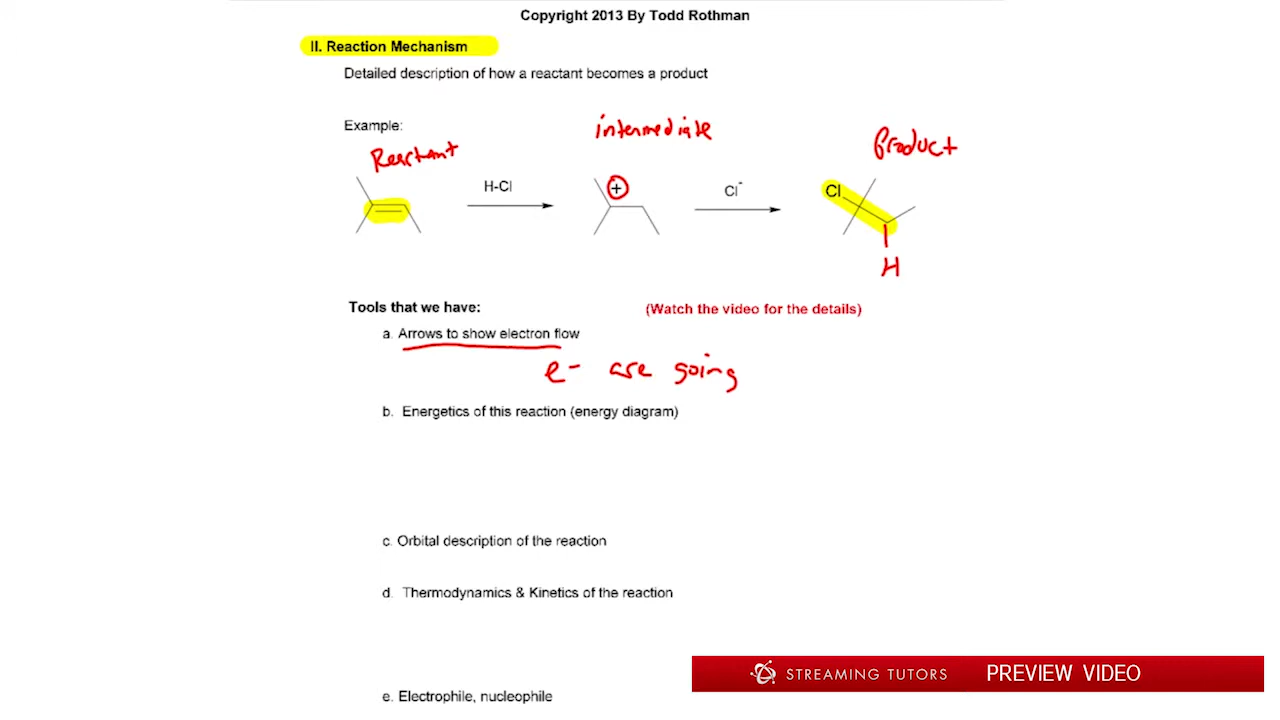 Copyright 2013 By Todd Rothman
II. Reaction Mechanism
Detailed description of how a reactant becomes a product
Example:
Reactant
intermediate
Product
H-Cl
+
Cl-
Cl
H
Tools that we have:
(Watch the video for the details)
a. Arrows to show electron flow
e- are going
b. Energetics of this reaction (energy diagram)
c. Orbital description of the reaction
d. Thermodynamics & Kinetics of the reaction
STREAMING TUTORS PREVIEW VIDEO
e. Electrophile, nucleophile